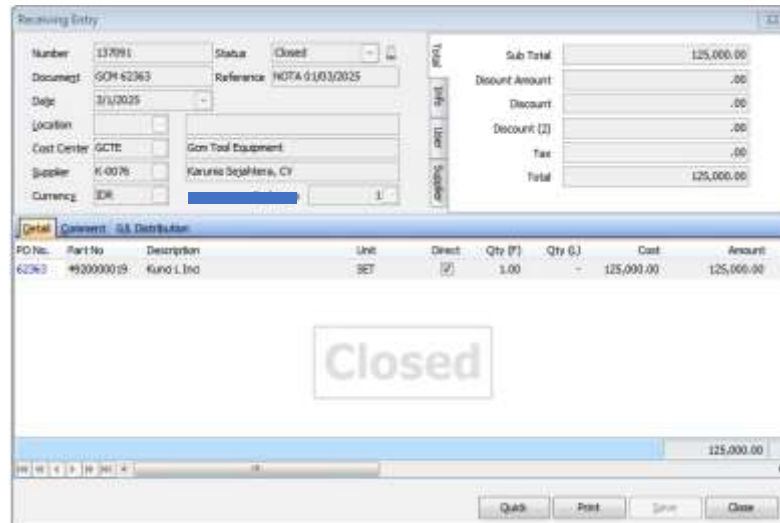 Receiving Entry
Number 137091 Status Closed
Document GCM 62363 Reference NOTA 01/03/2025
Date 3/1/2025
Location
Cost Center GCTE Gcm Tool Equipment
Supplier K-0076 Karunia Sejahtera, CV
Currency IDR 1
Total
Info
User
Supplier
Sub Total 125,000.00
Disount Amount .00
Discount .00
Discount (2) .00
Tax .00
Total 125,000.00
Detail Comment G/L Distribution
PO No. Part No Description Unit Direct Qty (F) Qty (L) Cost Amount
62363 Kunci L Inci SET 1.00 - 125,000.00 125,000.00
Closed
125,000.00
Quick Print Save Close